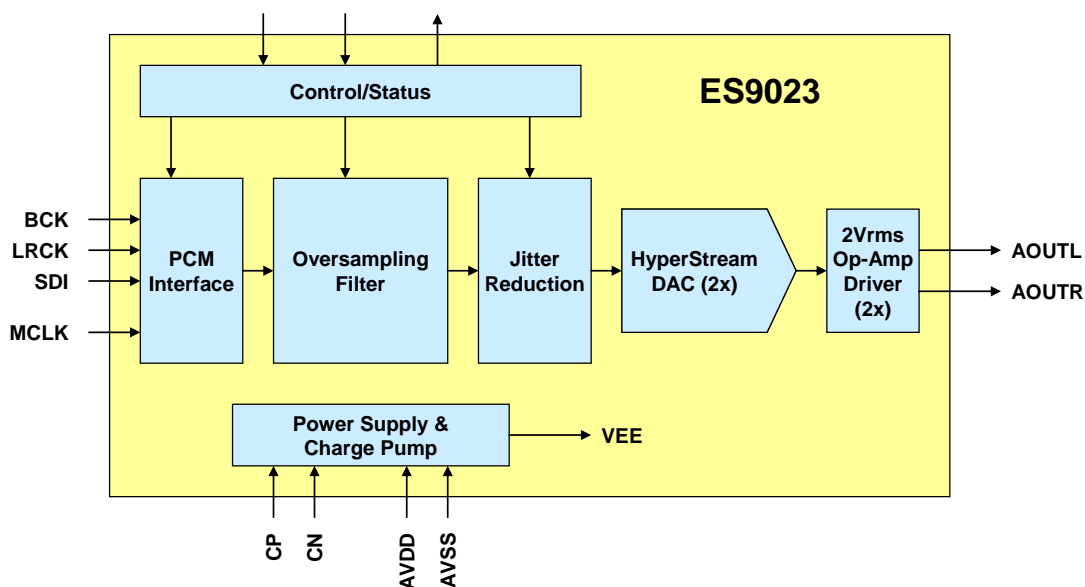 Control/Status
ES9023
BCK
LRCK
SDI
MCLK
PCM
Interface
Oversampling
Filter
Jitter
Reduction
HyperStream
DAC (2x)
2Vrms
Op-Amp
Driver
(2x)
AOUTL
AOUTR
Power Supply &
Charge Pump
VEE
CP
CN
AVDD
AVSS